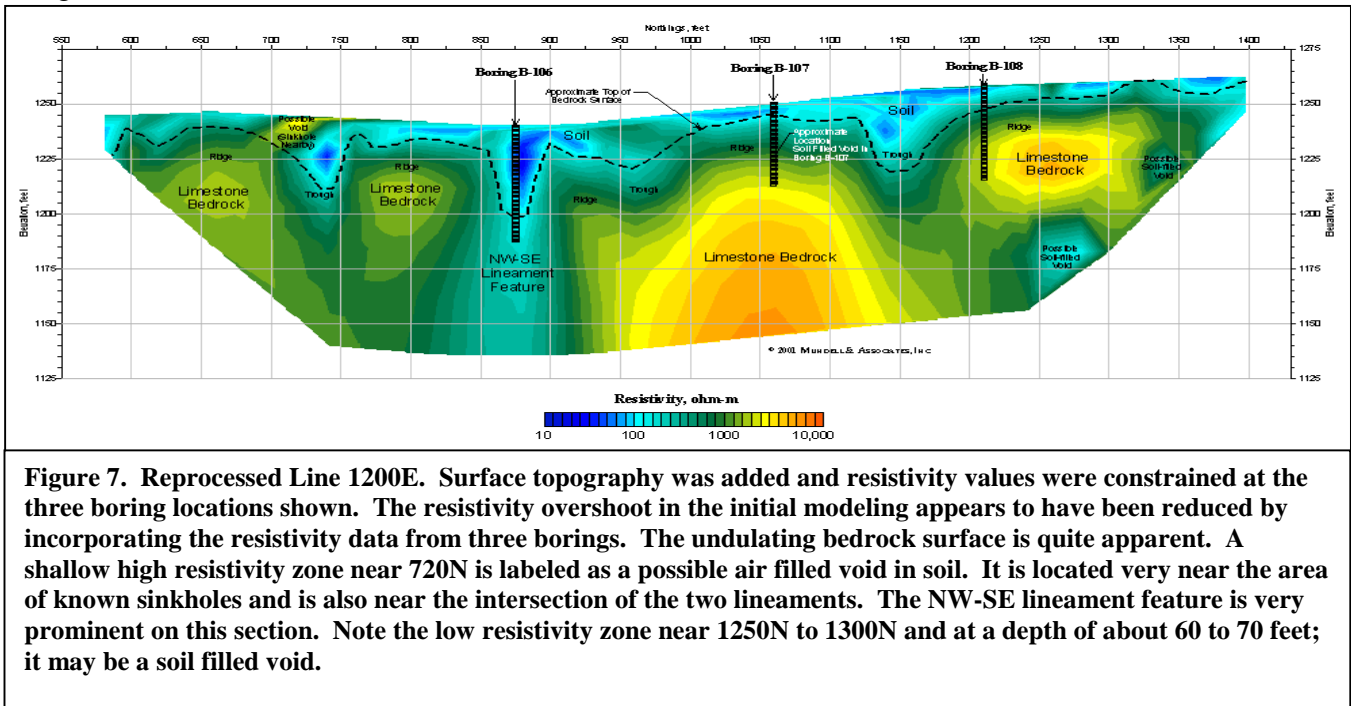 Northings, feet
550 600 650 700 750 800 850 900 950 1000 1050 1100 1150 1200 1250 1300 1350 1400
1275 1275
Boring B-106
Boring B-107
Boring B-108
Approximate Top of
Bedrock Surface
1250 1250
Possible
Void
(Sinkhole
Nearby)
Soil
Soil
Approximate
Location
Soil Filled Void In
Boring B-107
Ridge
Ridge
Ridge
Ridge
Ridge
Trough
Trough
Trough
1225 1225
Limestone
Bedrock
Limestone
Bedrock
Limestone
Bedrock
Possible
Soil-filled
Void
Elevation, feet
Elevation, feet
1200 1200
NW-SE
Lineament
Feature
Limestone Bedrock
Possible
Soil-filled
Void
1175 1175
1150 1150
© 2001 MUNDELL & ASSOCIATES, INC
1125 1125
Resistivity, ohm-m
10 100 1000 10,000
Figure 7. Reprocessed Line 1200E. Surface topography was added and resistivity values were constrained at the
three boring locations shown. The resistivity overshoot in the initial modeling appears to have been reduced by
incorporating the resistivity data from three borings. The undulating bedrock surface is quite apparent. A
shallow high resistivity zone near 720N is labeled as a possible air filled void in soil. It is located very near the area
of known sinkholes and is also near the intersection of the two lineaments. The NW-SE lineament feature is very
prominent on this section. Note the low resistivity zone near 1250N to 1300N and at a depth of about 60 to 70 feet;
it may be a soil filled void.